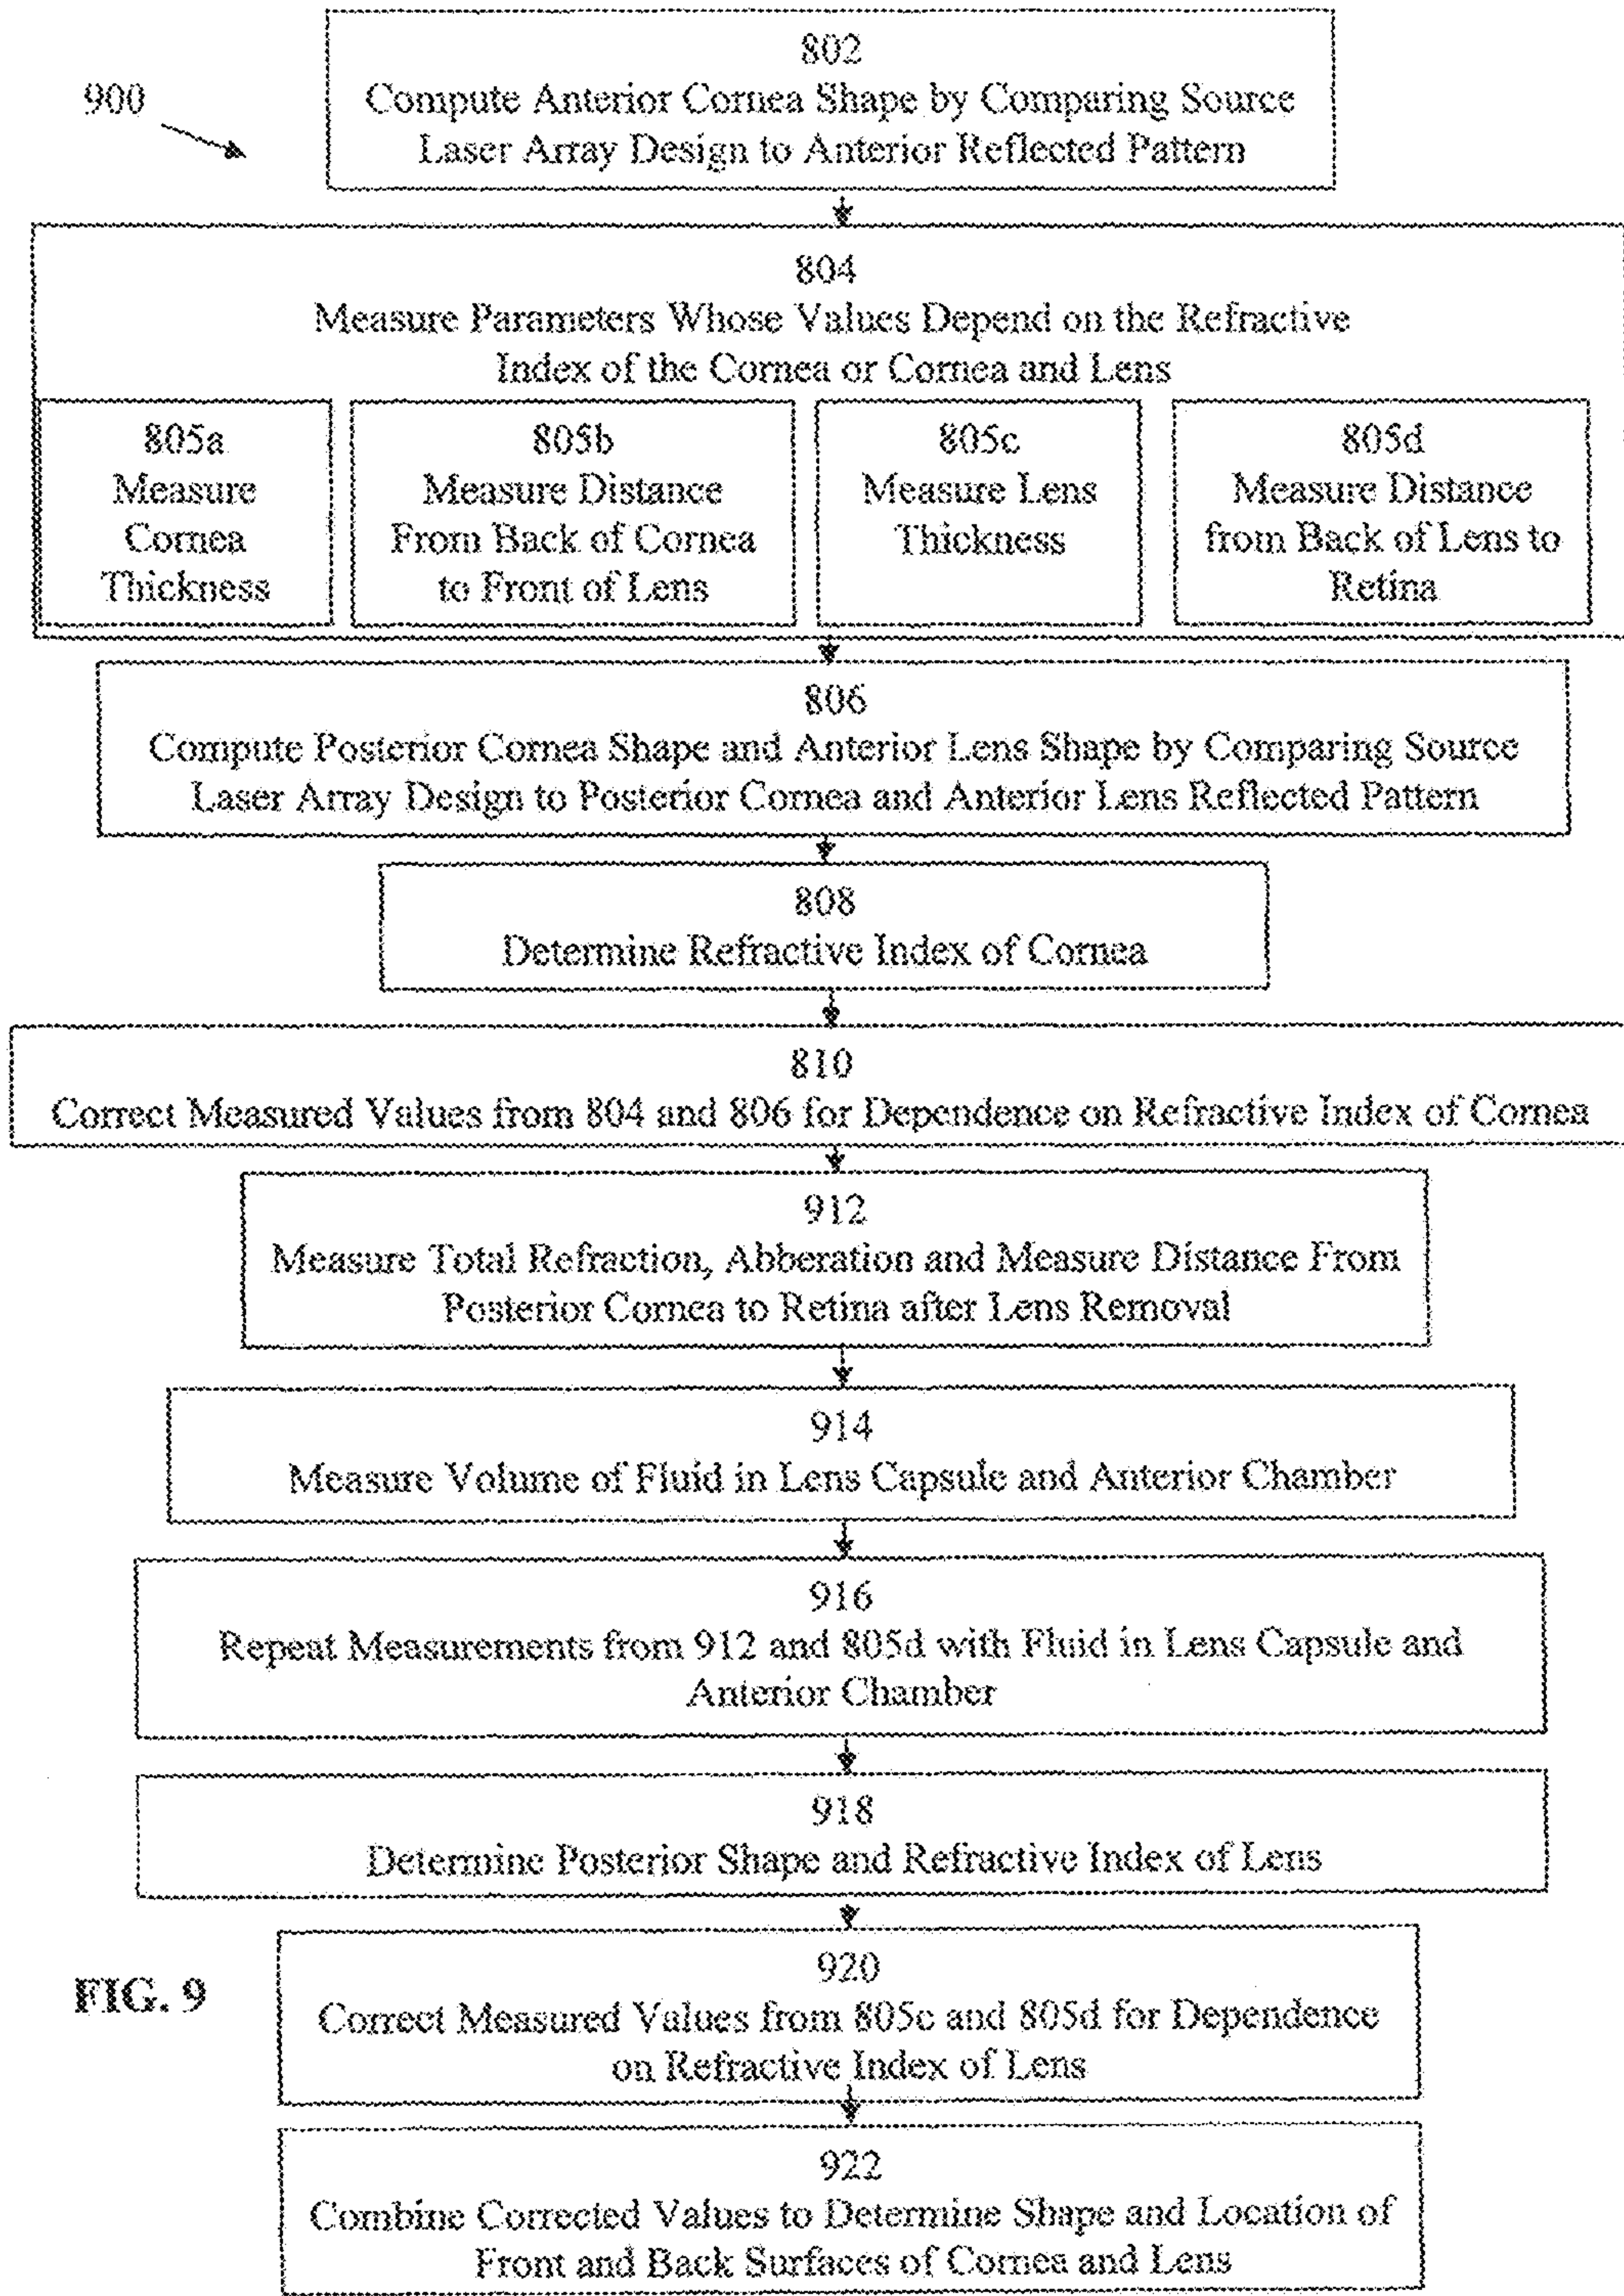 900
802
Compute Anterior Cornea Shape by Comparing Source
Laser Array Design to Anterior Reflected Pattern
804
Measure Parameters Whose Values Depend on the Refractive
Index of the Cornea or Cornea and Lens
805a
Measure
Cornea
Thickness
805b
Measure Distance
From Back of Cornea
to Front of Lens
805c
Measure Lens
Thickness
805d
Measure Distance
from Back of Lens to
Retina
806
Compute Posterior Cornea Shape and Anterior Lens Shape by Comparing Source
Laser Array Design to Posterior Cornea and Anterior Lens Reflected Pattern
808
Determine Refractive Index of Cornea
810
Correct Measured Values from 804 and 806 for Dependence on Refractive Index of Cornea
912
Measure Total Refraction, Abberation and Measure Distance From
Posterior Cornea to Retina after Lens Removal
914
Measure Volume of Fluid in Lens Capsule and Anterior Chamber
916
Repeat Measurements from 912 and 805d with Fluid in Lens Capsule and
Anterior Chamber
918
Determine Posterior Shape and Refractive Index of Lens
FIG. 9
920
Correct Measured Values from 805c and 805d for Dependence
on Refractive Index of Lens
922
Combine Corrected Values to Determine Shape and Location of
Front and Back Surfaces of Cornea and Lens